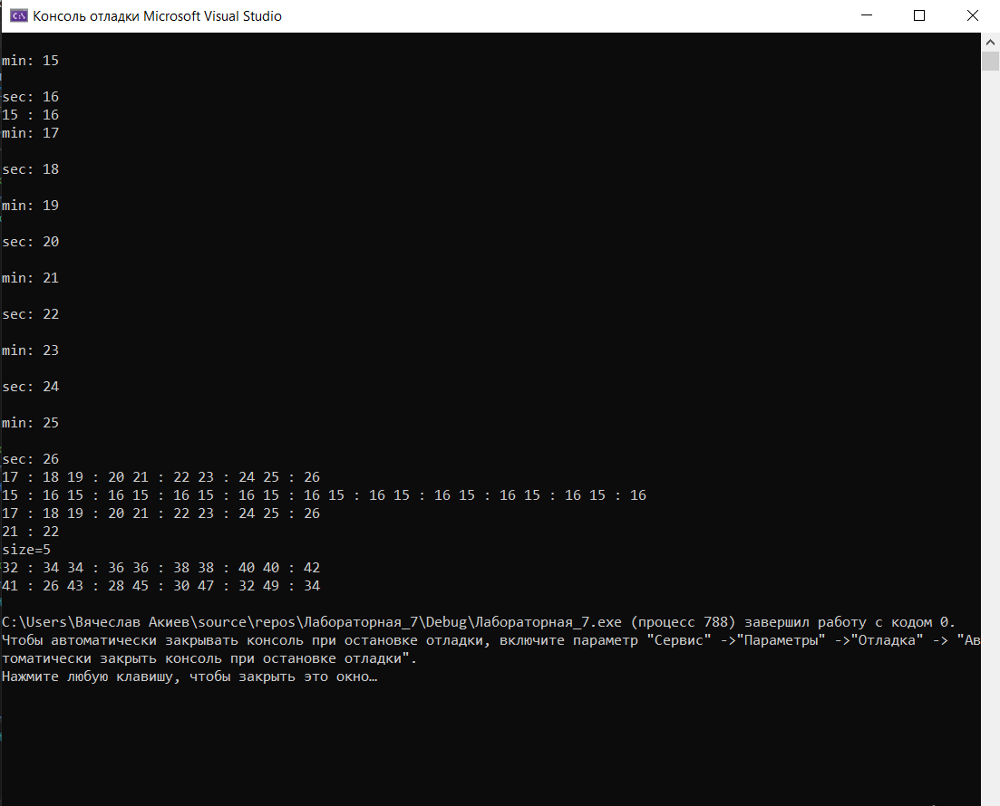 Консоль отладки Microsoft Visual Studio
min: 15
sec: 16
15 : 16
min: 17
sec: 18
min: 19
sec: 20
min: 21
sec: 22
min: 23
sec: 24
min: 25
sec: 26
17 : 18 19 : 20 21 : 22 23 : 24 25 : 26
15 : 16 15 : 16 15 : 16 15 : 16 15 : 16 15 : 16 15 : 16 15 : 16 15 : 16 15 : 16
17 : 18 19 : 20 21 : 22 23 : 24 25 : 26
21 : 22
size=5
32 : 34 34 : 36 36 : 38 38 : 40 40 : 42
41 : 26 43 : 28 45 : 30 47 : 32 49 : 34
C:\Users\Вячеслав Акиев\source\repos\Лабораторная_7\Debug\Лабораторная_7.exe (процесс 788) завершил работу с кодом 0.
Чтобы автоматически закрывать консоль при остановке отладки, включите параметр "Сервис" ->"Параметры" ->"Отладка" -> "Ав
томатически закрыть консоль при остановке отладки".
Нажмите любую клавишу, чтобы закрыть это окно…